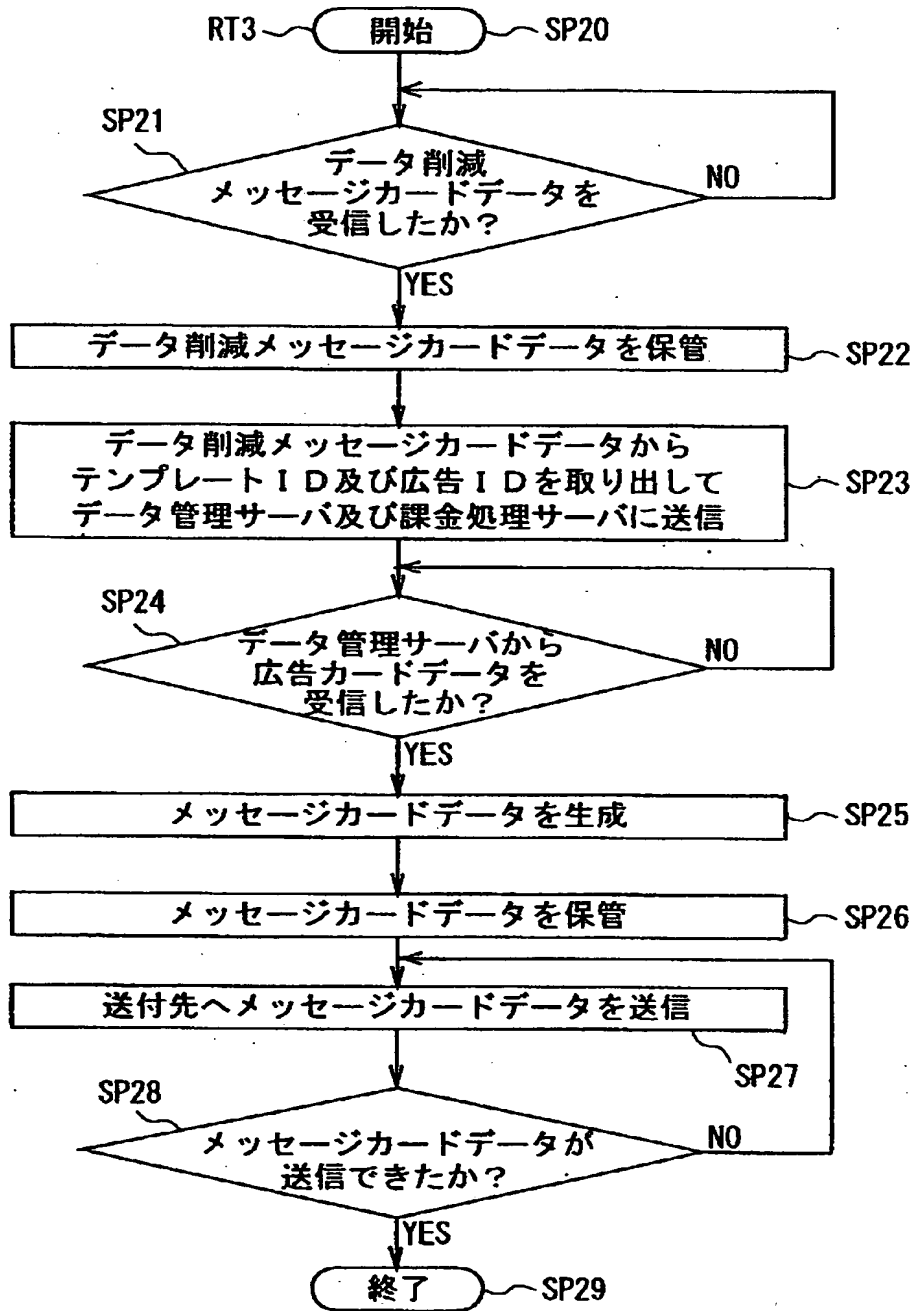 RT3 開始 SP20
SP21
データ削減
メッセージカードデータを
受信したか?
NO
YES
データ削減メッセージカードデータを保管
SP22
データ削減メッセージカードデータから
テンプレートID及び広告IDを取り出して
データ管理サーバ及び課金処理サーバに送信
SP23
SP24
データ管理サーバから
広告カードデータを
受信したか?
NO
YES
メッセージカードデータを生成
SP25
メッセージカードデータを保管
SP26
送付先へメッセージカードデータを送信
SP27
SP28
メッセージカードデータが
送信できたか?
NO
YES
終了 SP29